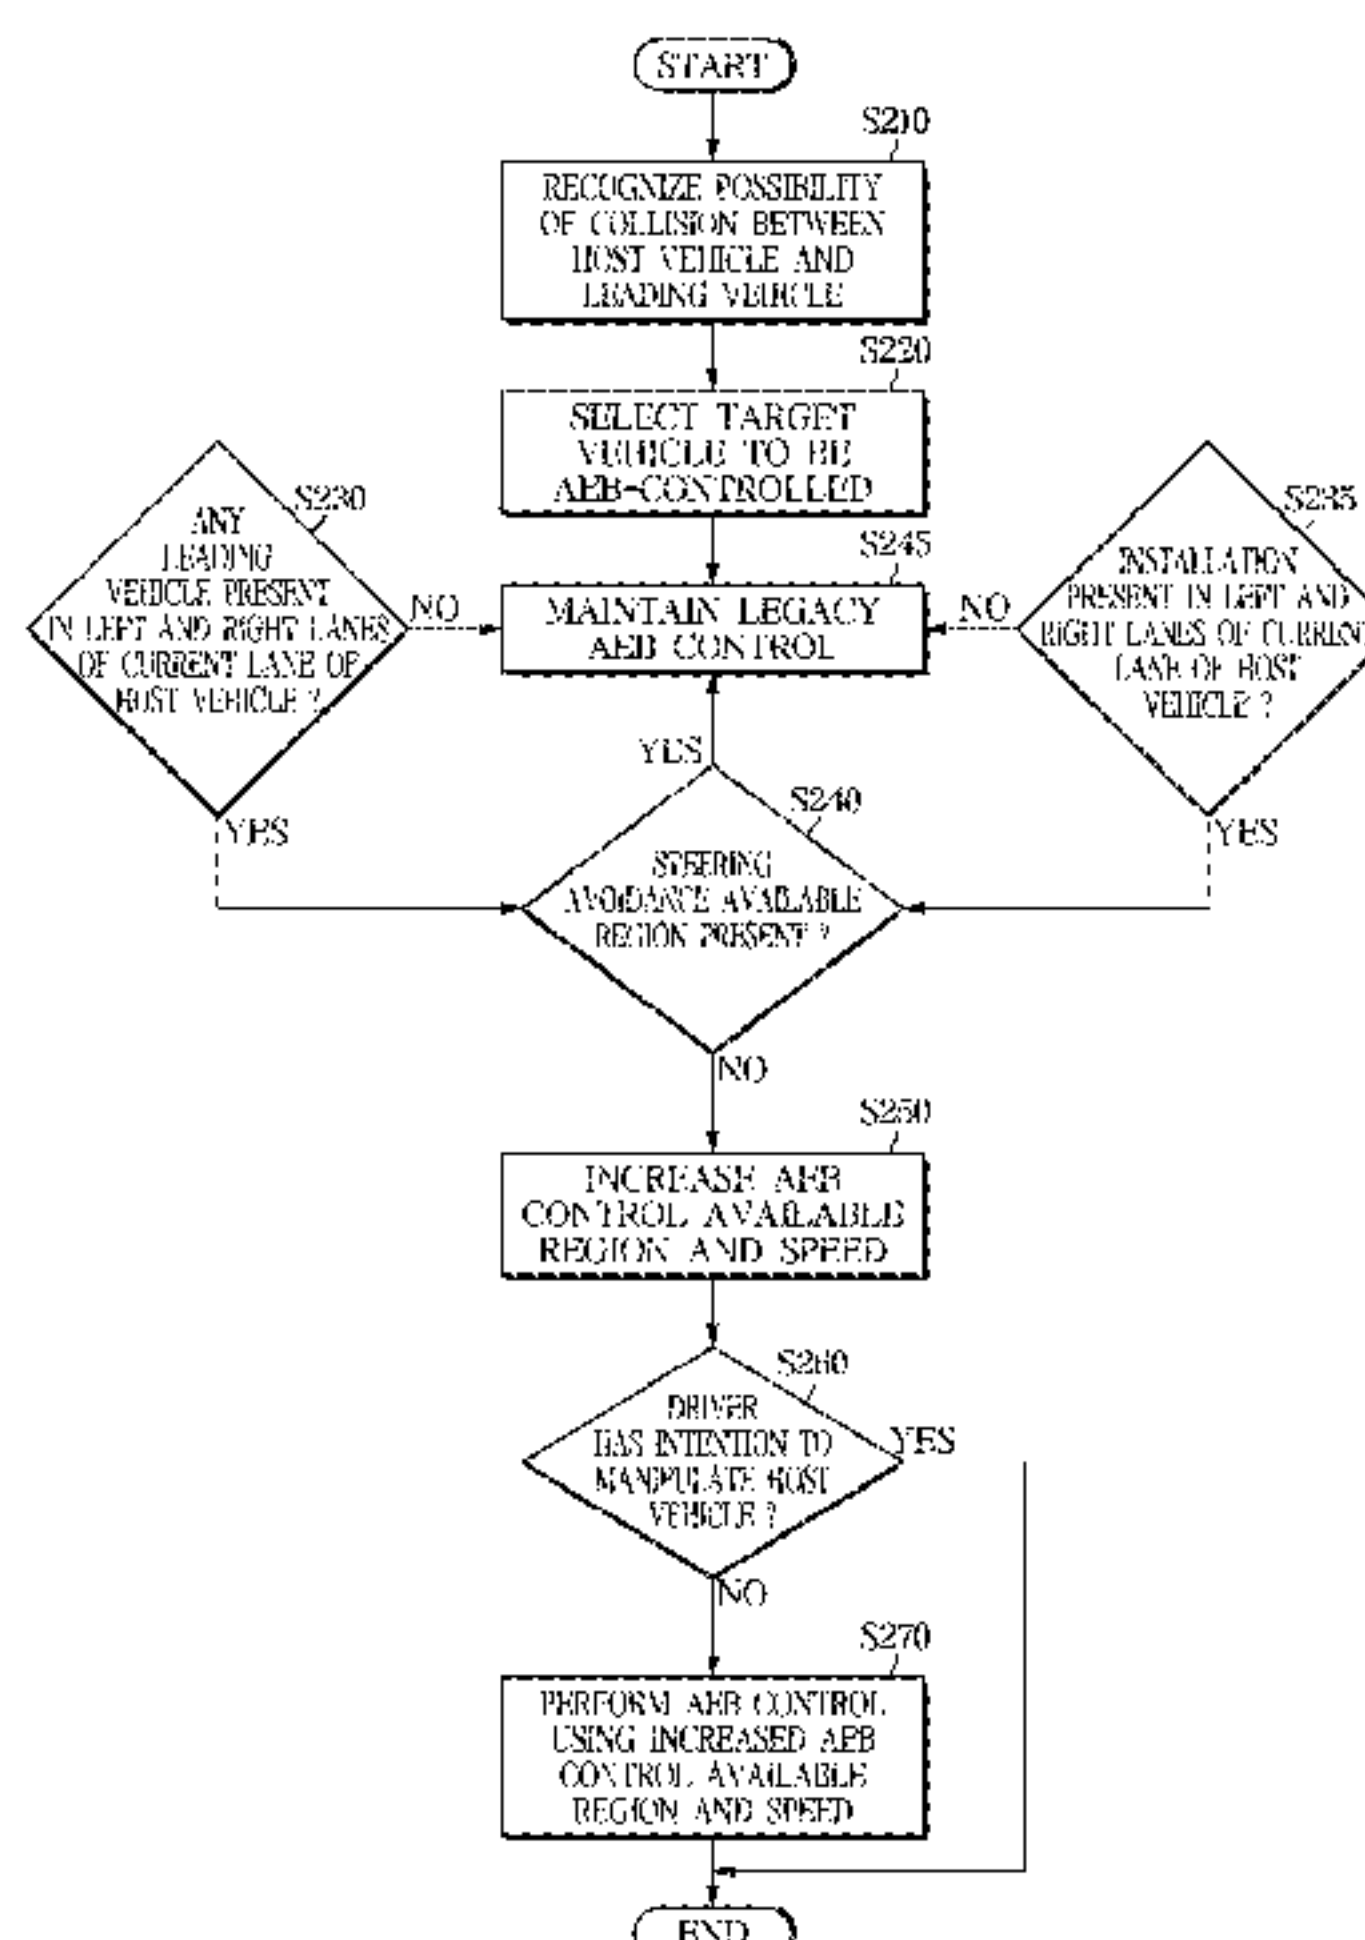 START
S210
RECOGNIZE POSSIBILITY
OF COLLISION BETWEEN
HOST VEHICLE AND
LEADING VEHICLE
S220
SELECT TARGET
VEHICLE TO BE
AEB-CONTROLLED
S230
ANY
LEADING
VEHICLE PRESENT
IN LEFT AND RIGHT LANES
OF CURRENT LANE OF
HOST VEHICLE ?
NO
YES
S245
MAINTAIN LEGACY
AEB CONTROL
S235
INSTALLATION
PRESENT IN LEFT AND
RIGHT LANES OF CURREN
LANE OF HOST
VEHICLE ?
NO
YES
YES
S240
STEERING
AVOIDANCE AVAILABLE
REGION PRESENT ?
NO
S250
INCREASE AEB
CONTROL AVAILABLE
REGION AND SPEED
S260
DRIVER
HAS INTENTION TO
MANIPULATE HOST
VEHICLE ?
YES
NO
S270
PERFORM AEB CONTROL
USING INCREASED AEB
CONTROL AVAILABLE
REGION AND SPEED
END